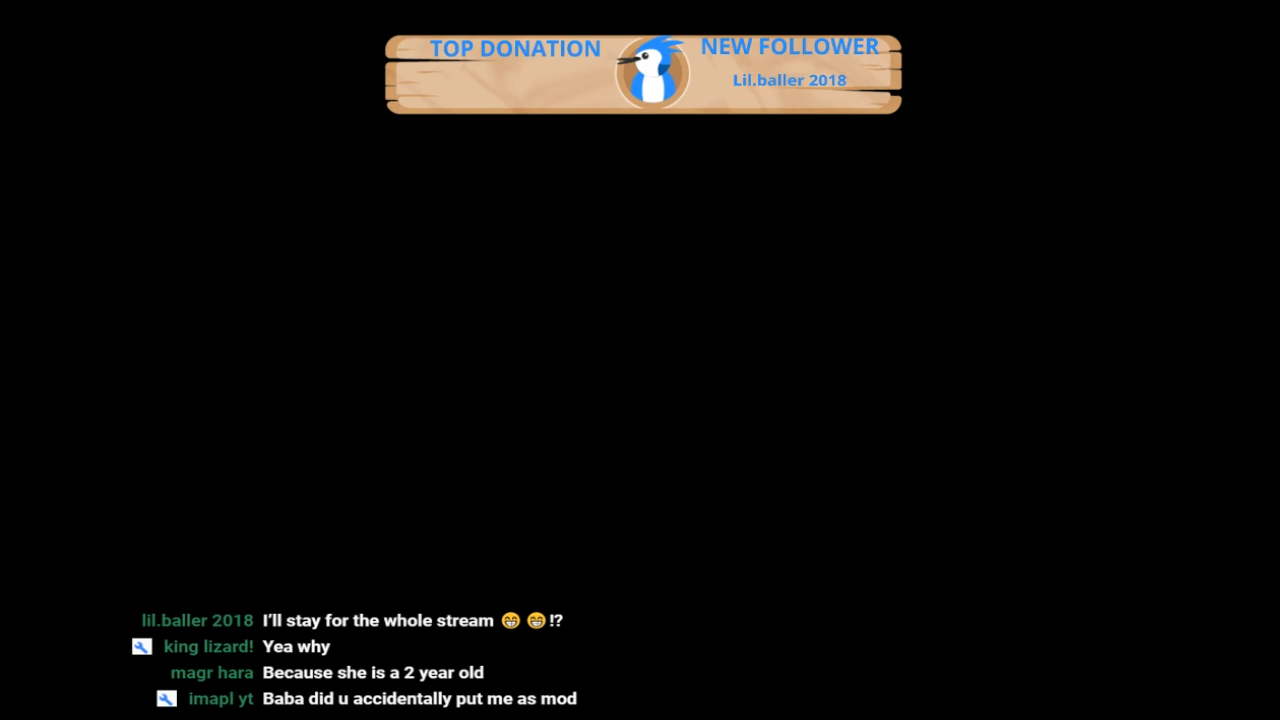 TOP DONATION
NEW FOLLOWER
Lil.baller 2018
lil.baller 2018 I'll stay for the whole stream 😁 😁 !?
king lizard! Yea why
magr hara Because she is a 2 year old
imapl yt Baba did u accidentally put me as mod